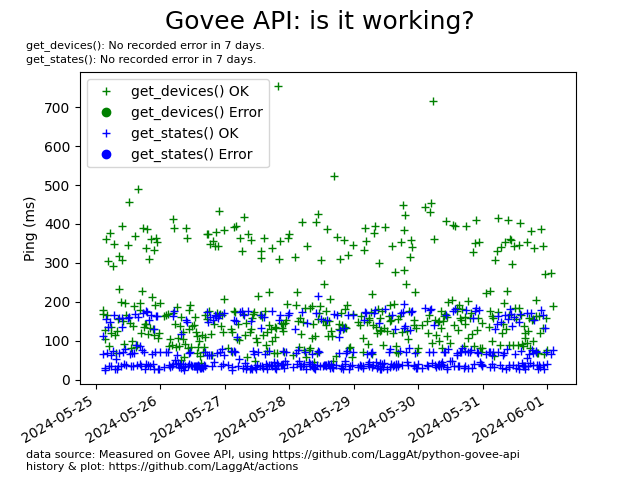 Govee API: is it working?
get_devices(): No recorded error in 7 days.
get_states(): No recorded error in 7 days.
get_devices() OK
get_devices() Error
get_states() OK
get_states() Error
Ping (ms)
700
600
500
400
300
200
100
0
2024-05-25
2024-05-26
2024-05-27
2024-05-28
2024-05-29
2024-05-30
2024-05-31
2024-06-01
data source: Measured on Govee API, using https://github.com/LaggAt/python-govee-api
history & plot: https://github.com/LaggAt/actions